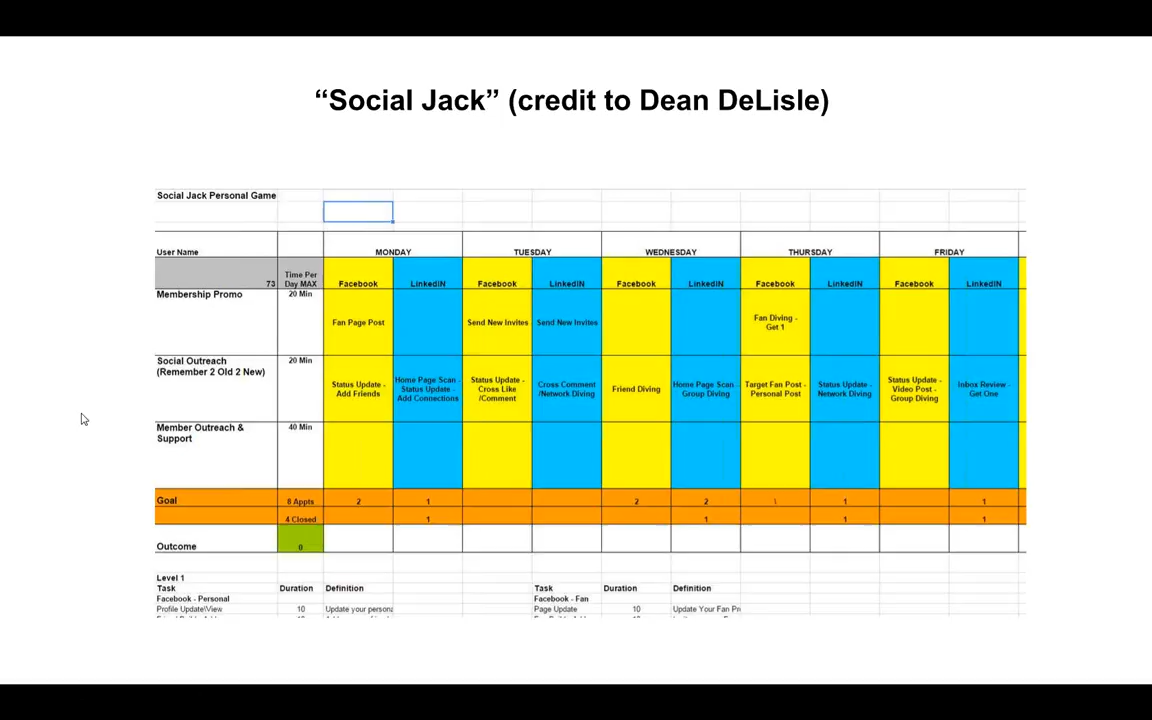 “Social Jack” (credit to Dean DeLisle)
Social Jack Personal Game
User Name MONDAY TUESDAY WEDNESDAY THURSDAY FRIDAY
73 Time Per Day MAX Facebook LinkedIN Facebook LinkedIN Facebook LinkedIN Facebook LinkedIN Facebook LinkedIN
Membership Promo 20 Min
Fan Page Post Send New Invites Send New Invites Fan Diving - Get 1
Social Outreach 20 Min
(Remember 2 Old 2 New)
Status Update - Add Friends Home Page Scan - Status Update - Add Connections Status Update - Cross Like /Comment Cross Comment /Network Diving Friend Diving Home Page Scan - Group Diving Target Fan Post - Personal Post Status Update - Network Diving Status Update - Video Post - Group Diving Inbox Review - Get One
Member Outreach & 40 Min
Support
Goal 8 Appts 2 1 2 2 1 1
4 Closed 1 1 1 1
Outcome 0
Level 1
Task Duration Definition Task Duration Definition
Facebook - Personal Facebook - Fan
Profile Update\View 10 Update your persona Page Update 10 Update Your Fan Pa